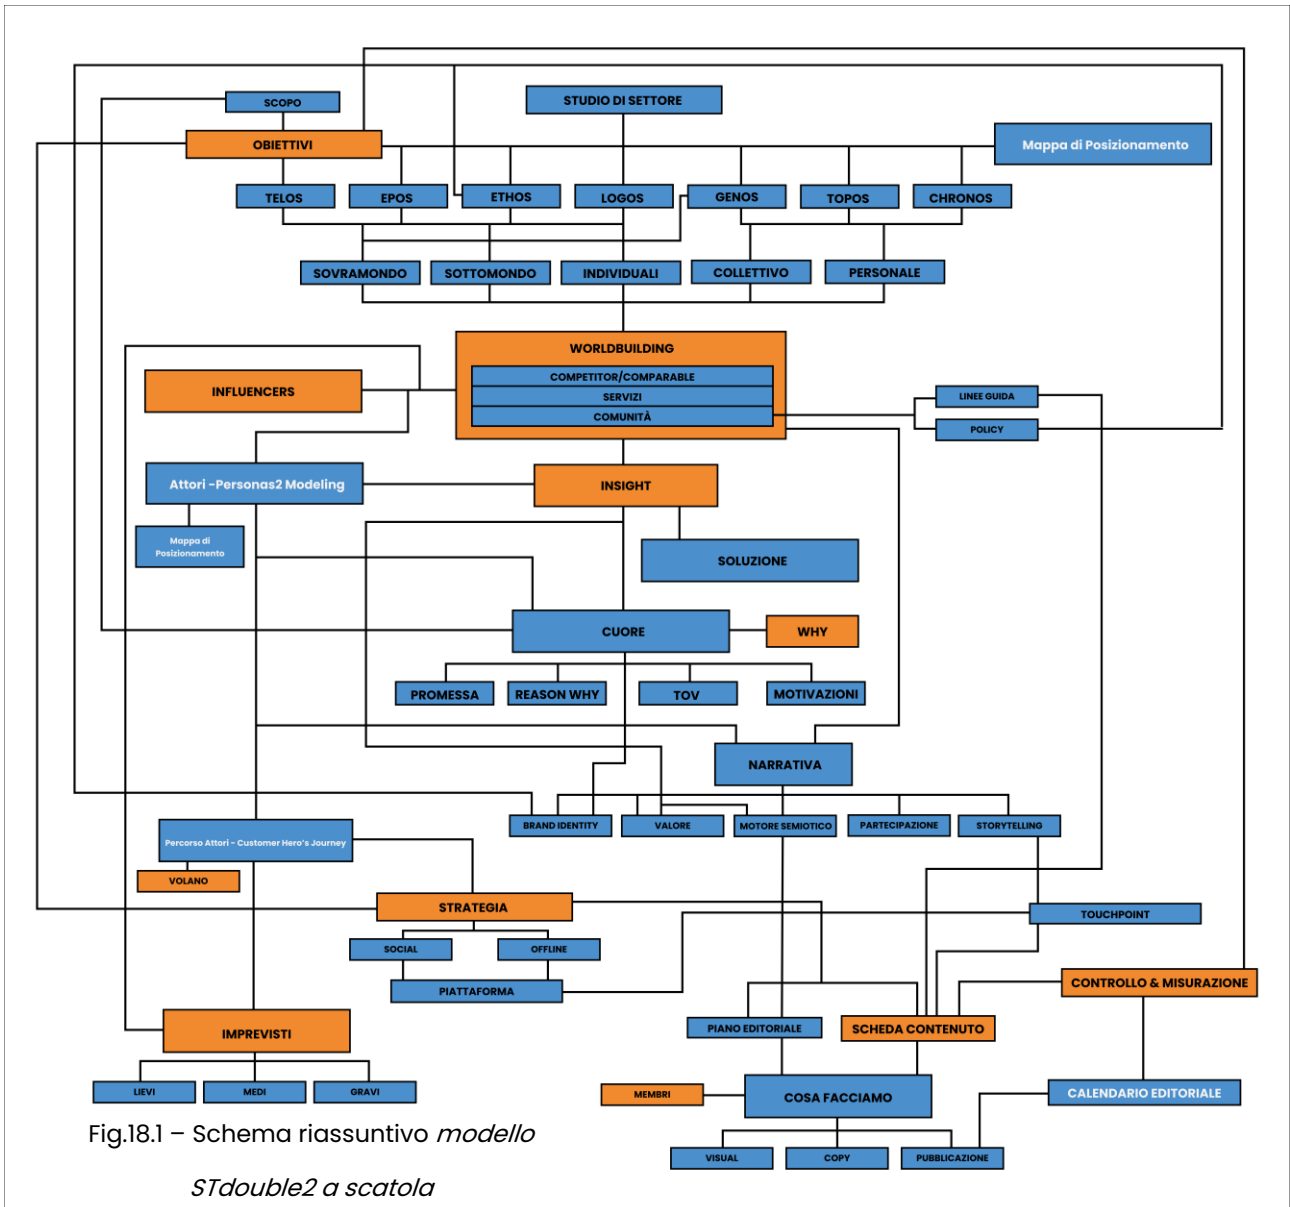 SCOPO
STUDIO DI SETTORE
OBIETTIVI
Mappa di Posizionamento
TELOS
EPOS
ETHOS
LOGOS
GENOS
TOPOS
CHRONOS
SOVRAMONDO
SOTTOMONDO
INDIVIDUALI
COLLETTIVO
PERSONALE
WORLDBUILDING
COMPETITOR/COMPARABLE
SERVIZI
COMUNITÀ
INFLUENCERS
LINEE GUIDA
POLICY
Attori -Personas2 Modeling
INSIGHT
Mappa di
Posizionamento
SOLUZIONE
CUORE
WHY
PROMESSA
REASON WHY
TOV
MOTIVAZIONI
NARRATIVA
BRAND IDENTITY
VALORE
MOTORE SEMIOTICO
PARTECIPAZIONE
STORYTELLING
Percorso Attori - Customer Hero's Journey
VOLANO
STRATEGIA
TOUCHPOINT
SOCIAL
OFFLINE
PIATTAFORMA
CONTROLLO & MISURAZIONE
IMPREVISTI
PIANO EDITORIALE
SCHEDA CONTENUTO
LIEVI
MEDI
GRAVI
MEMBRI
COSA FACCIAMO
CALENDARIO EDITORIALE
VISUAL
COPY
PUBBLICAZIONE
Fig.18.1 – Schema riassuntivo modello
STdouble2 a scatola